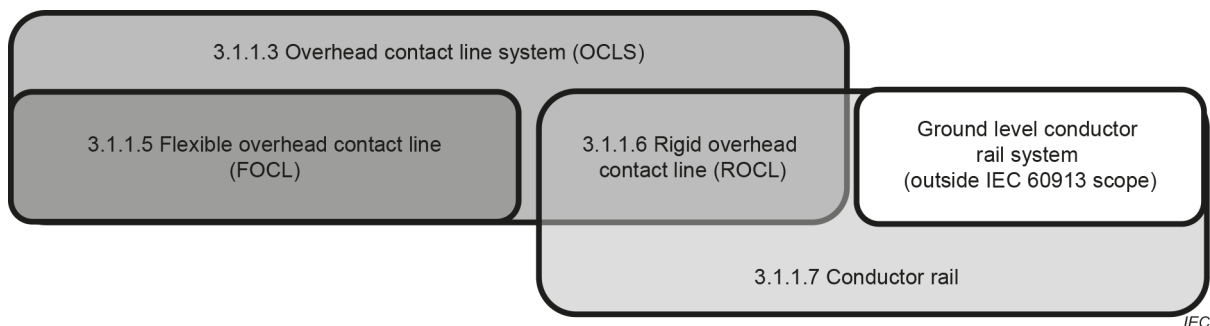 3.1.1.3 Overhead contact line system (OCLS)
3.1.1.5 Flexible overhead contact line
(FOCL)
3.1.1.6 Rigid overhead
contact line (ROCL)
Ground level conductor
rail system
(outside IEC 60913 scope)
3.1.1.7 Conductor rail
IEC